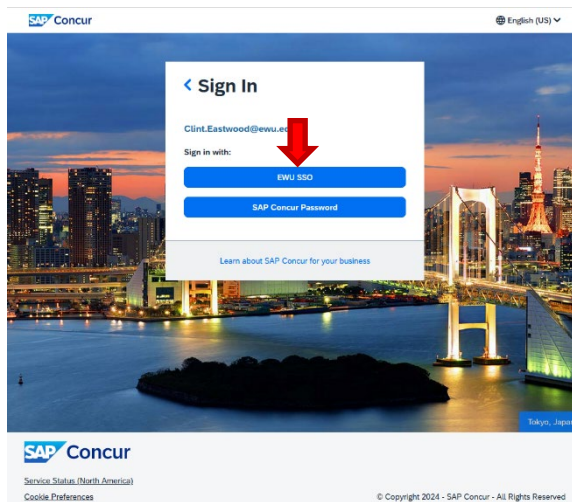 SAP Concur
English (US)
Sign In
Clint.Eastwood@ewu.ed
Sign in with:
EWU SSO
SAP Concur Password
Learn about SAP Concur for your business
Tokyo, Japan
SAP Concur
Service Status (North America)
Cookie Preferences
© Copyright 2024 - SAP Concur - All Rights Reserved